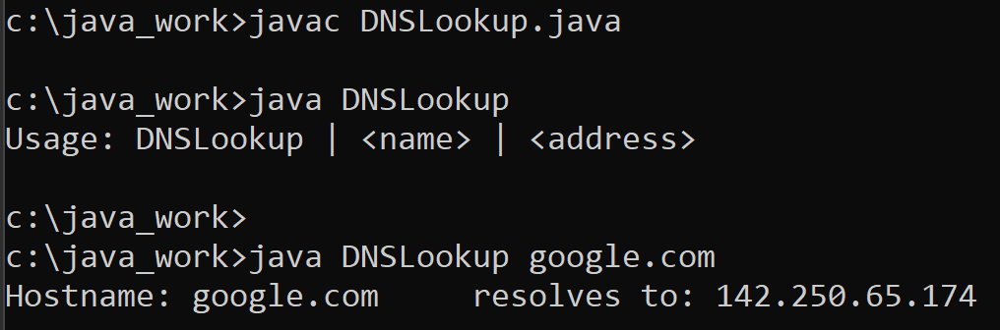 c:\java_work>javac DNSLookup.java
c:\java_work>java DNSLookup
Usage: DNSLookup | <name> | <address>
c:\java_work>
c:\java_work>java DNSLookup google.com
Hostname: google.com     resolves to: 142.250.65.174